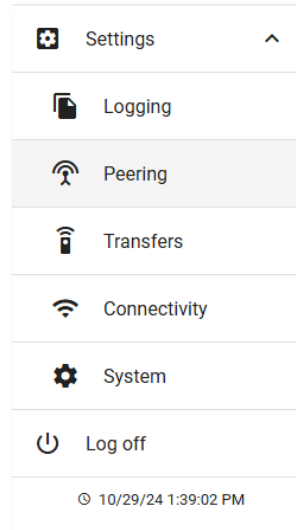 Settings
Logging
Peering
Transfers
Connectivity
System
Log off
10/29/24 1:39:02 PM